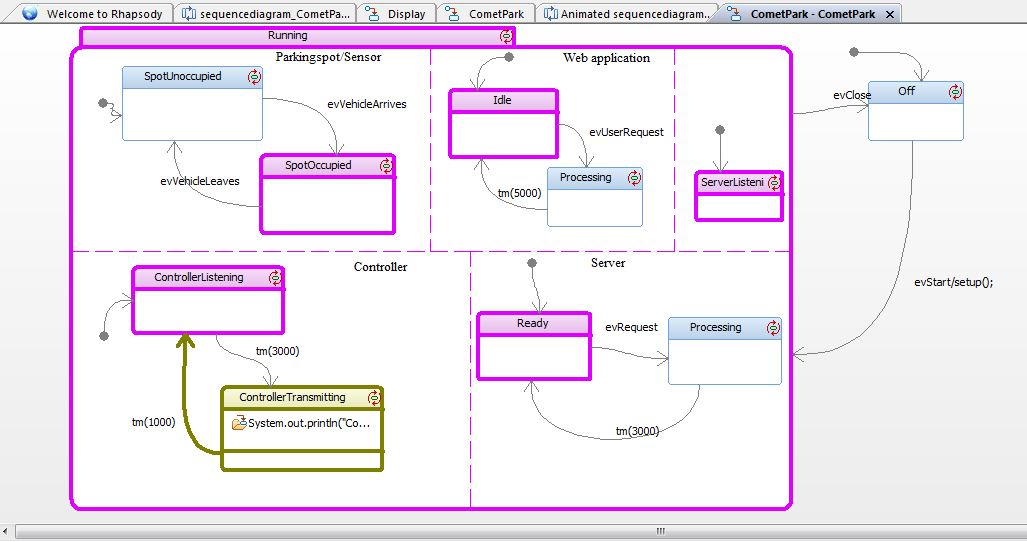 Welcome to Rhapsody
sequencediagram_CometPa...
Display
CometPark
Animated sequencediagram...
CometPark - CometPark
Running
Parkingspot/Sensor
Web application
SpotUnoccupied
evVehicleArrives
SpotOccupied
evVehicleLeaves
Idle
evUserRequest
Processing
tm(5000)
ServerListeni
evClose
Off
evStart/setup();
Controller
ControllerListening
tm(3000)
ControllerTransmitting
System.out.println("Co...
tm(1000)
Server
Ready
evRequest
Processing
tm(3000)